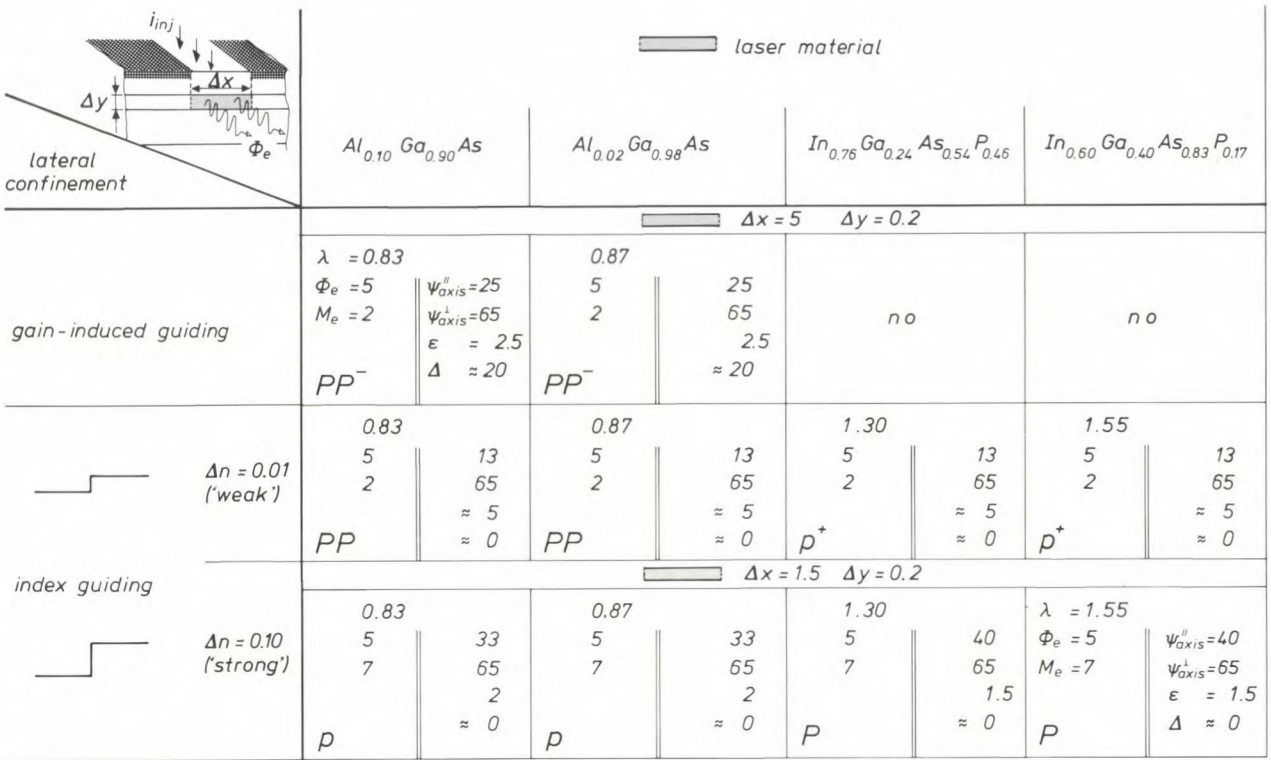 i_inj
Δx
Δy
Φ_e
lateral
confinement
laser material
Al_0.10 Ga_0.90 As
Al_0.02 Ga_0.98 As
In_0.76 Ga_0.24 As_0.54 P_0.46
In_0.60 Ga_0.40 As_0.83 P_0.17
Δx = 5 Δy = 0.2
gain-induced guiding
λ = 0.83
Φ_e = 5 ψ^∥_axis = 25
M_e = 2 ψ^⊥_axis = 65
ε = 2.5
Δ ≈ 20
PP⁻
0.87
5 25
2 65
2.5
≈ 20
PP⁻
no
no
Δn = 0.01
('weak')
0.83
5 13
2 65
≈ 5
≈ 0
PP
0.87
5 13
2 65
≈ 5
≈ 0
PP
1.30
5 13
2 65
≈ 5
≈ 0
p⁺
1.55
5 13
2 65
≈ 5
≈ 0
p⁺
index guiding
Δx = 1.5 Δy = 0.2
Δn = 0.10
('strong')
0.83
5 33
7 65
2
≈ 0
p
0.87
5 33
7 65
2
≈ 0
p
1.30
5 40
7 65
1.5
≈ 0
P
λ = 1.55
Φ_e = 5 ψ^∥_axis = 40
M_e = 7 ψ^⊥_axis = 65
ε = 1.5
Δ ≈ 0
P